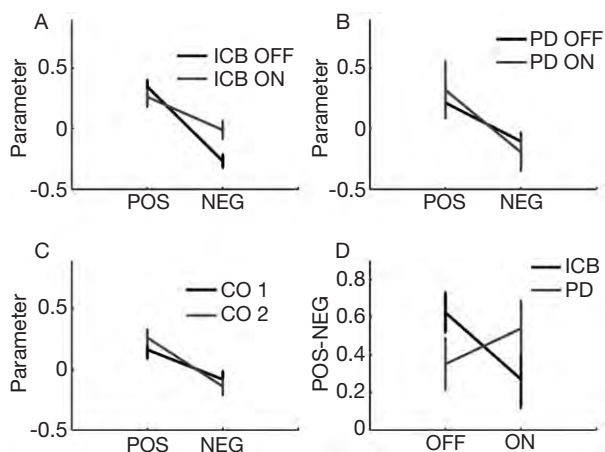 A
ICB OFF
ICB ON
Parameter
0.5
0
-0.5
POS NEG
B
PD OFF
PD ON
Parameter
0.5
0
-0.5
POS NEG
C
CO 1
CO 2
Parameter
0.5
0
-0.5
POS NEG
D
ICB
PD
POS-NEG
0.8
0.6
0.4
0.2
0
OFF ON